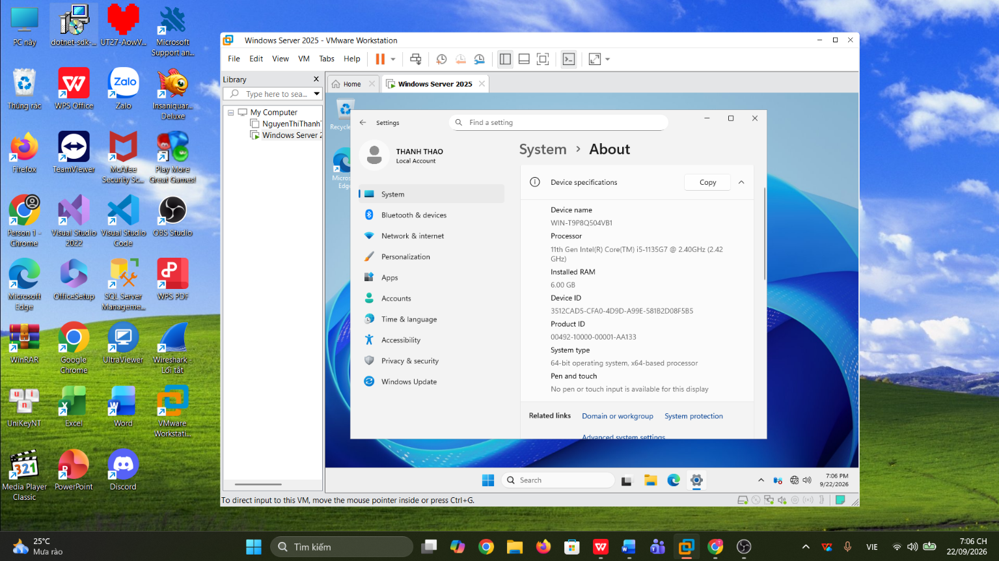 PC này
dotnet-sdk-...
UT27-AowV...
Microsoft
Support an...
Thùng rác
WPS Office
Zalo
Zalo
Insaniquar...
Deluxe
Firefox
TeamViewer
McAfee
Security Sc...
Play More
Great Games!
Person 1 -
Chrome
Visual Studio
2022
Visual Studio
Code
OBS Studio
Microsoft
Edge
OfficeSetup
SQL Server
Manageme...
WPS PDF
WinRAR
Google
Chrome
UltraViewer
Wireshark -
Lối tắt
u i n
UniKeyNT
Excel
Word
VMware
Workstati...
321
Media Player
Classic
PowerPoint
Discord
Windows Server 2025 - VMware Workstation
File Edit View VM Tabs Help
Library
Type here to sea...
My Computer
NguyenThiThanh
Windows Server 2
Home
Windows Server 2025
Recycle
Micros
Edge
Settings
Find a setting
THANH THAO
Local Account
System
Bluetooth & devices
Network & internet
Personalization
Apps
Accounts
Time & language
Accessibility
Privacy & security
Windows Update
System > About
Device specifications
Copy
Device name
WIN-T9P8Q504VB1
Processor
11th Gen Intel(R) Core(TM) i5-1135G7 @ 2.40GHz (2.42
GHz)
Installed RAM
6.00 GB
Device ID
3512CAD5-CFA0-4D9D-A99E-581B2D08F5B5
Product ID
00492-10000-00001-AA133
System type
64-bit operating system, x64-based processor
Pen and touch
No pen or touch input is available for this display
Related links Domain or workgroup System protection
Advanced system settings
Search
7:06 PM
9/22/2026
To direct input to this VM, move the mouse pointer inside or press Ctrl+G.
25°C
Mưa rào
Tìm kiếm
VIE
7:06 CH
22/09/2026